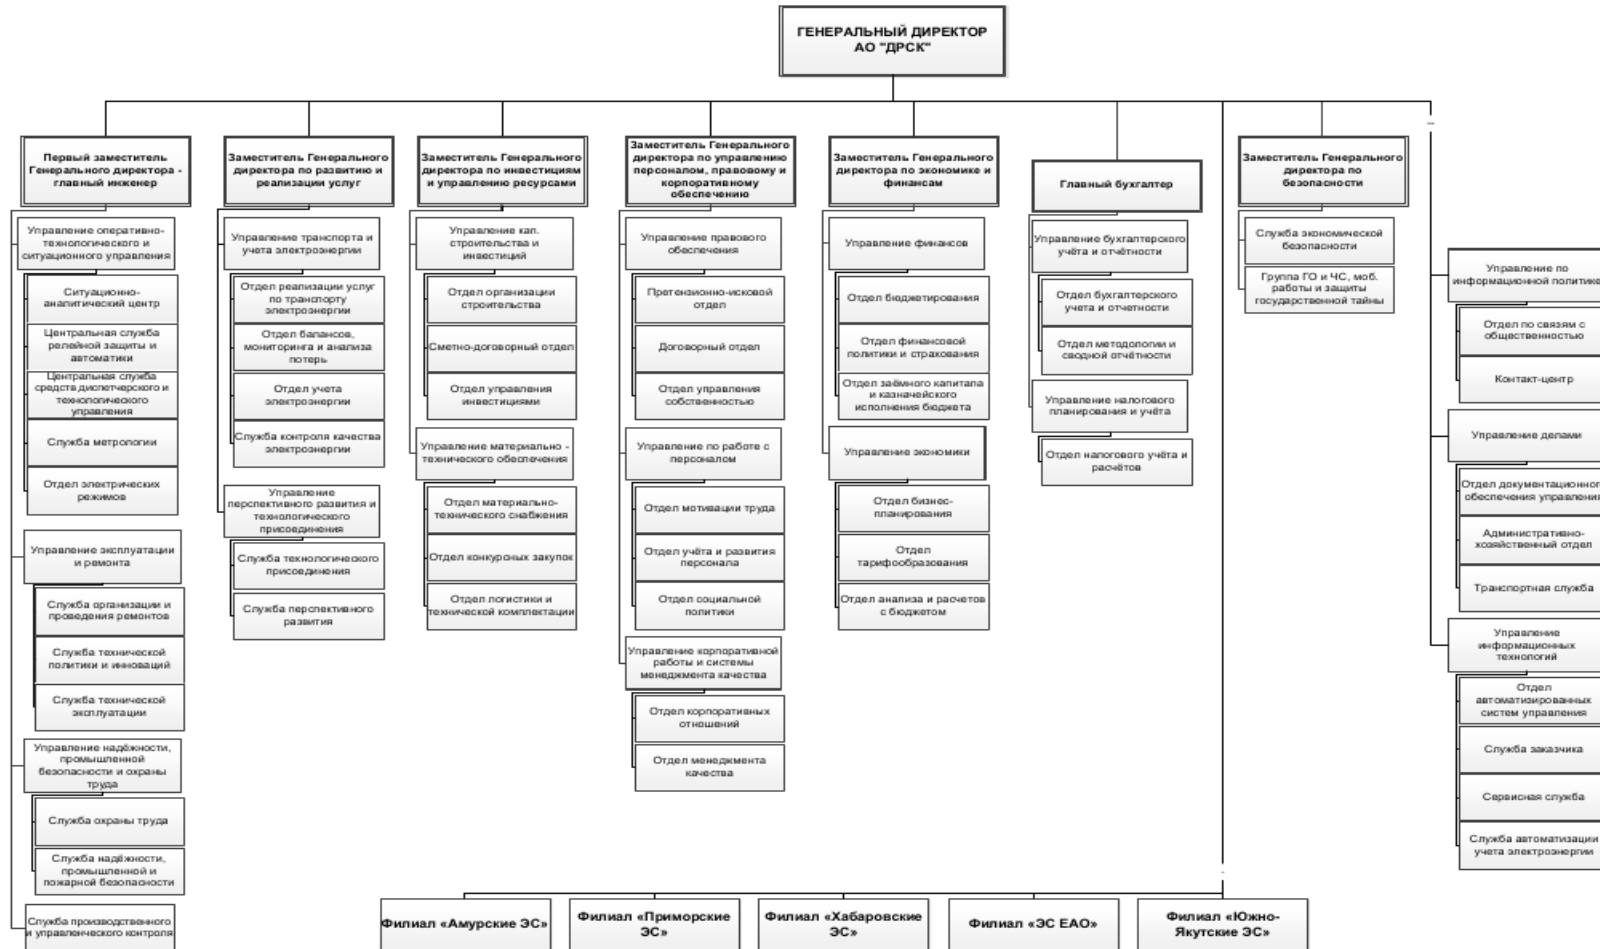 ГЕНЕРАЛЬНЫЙ ДИРЕКТОР
АО "ДРСК"
Первый заместитель
Генерального директора -
главный инженер
Управление оперативно-
технологического и
ситуационного управления
Ситуационно-
аналитический центр
Центральная служба
релейной защиты и
автоматики
Центральная служба
средств диспетчерского и
технологического
управления
Служба метрологии
Отдел электрических
режимов
Управление эксплуатации
и ремонта
Служба организации и
проведения ремонтов
Служба технической
политики и инноваций
Служба технической
эксплуатации
Управление надёжности,
промышленной
безопасности и охраны
труда
Служба охраны труда
Служба надёжности,
промышленной и
пожарной безопасности
Служба производственного
и управленческого контроля
Заместитель Генерального
директора по развитию и
реализации услуг
Управление транспорта и
учета электроэнергии
Отдел реализации услуг
по транспорту
электроэнергии
Отдел балансов,
мониторинга и анализа
потерь
Отдел учета
электроэнергии
Служба контроля качества
электроэнергии
Управление
перспективного развития и
технологического
присоединения
Служба технологического
присоединения
Служба перспективного
развития
Заместитель Генерального
директора по инвестициям
и управлению ресурсами
Управление кап.
строительства и
инвестиций
Отдел организации
строительства
Сметно-договорный отдел
Отдел управления
инвестициями
Управление материально -
технического обеспечения
Отдел материально-
технического снабжения
Отдел конкурсных закупок
Отдел логистики и
технической комплектации
Заместитель Генерального
директора по управлению
персоналом, правовому и
корпоративному
обеспечению
Управление правового
обеспечения
Претензионно-исковой
отдел
Договорный отдел
Отдел управления
собственностью
Управление по работе с
персоналом
Отдел мотивации труда
Отдел учёта и развития
персонала
Отдел социальной
политики
Управление корпоративной
работы и системы
менеджмента качества
Отдел корпоративных
отношений
Отдел менеджмента
качества
Заместитель Генерального
директора по экономике и
финансам
Управление финансов
Отдел бюджетирования
Отдел финансовой
политики и страхования
Отдел заёмного капитала
и казначейского
исполнения бюджета
Управление экономики
Отдел бизнес-
планирования
Отдел
тарифообразования
Отдел анализа и расчетов
с бюджетом
Главный бухгалтер
Управление бухгалтерского
учёта и отчётности
Отдел бухгалтерского
учета и отчетности
Отдел методологии и
сводной отчётности
Управление налогового
планирования и учёта
Отдел налогового учёта и
расчётов
Заместитель Генерального
директора по
безопасности
Служба экономической
безопасности
Группа ГО и ЧС, моб.
работы и защиты
государственной тайны
Управление по
информационной политике
Отдел по связям с
общественностью
Контакт-центр
Управление делами
Отдел документационного
обеспечения управления
Административно-
хозяйственный отдел
Транспортная служба
Управление
информационных
технологий
Отдел
автоматизированных
систем управления
Служба заказчика
Сервисная служба
Служба автоматизации
учета электроэнергии
Филиал «Амурские ЭС»
Филиал «Приморские
ЭС»
Филиал «Хабаровские
ЭС»
Филиал «ЭС ЕАО»
Филиал «Южно-
Якутские ЭС»